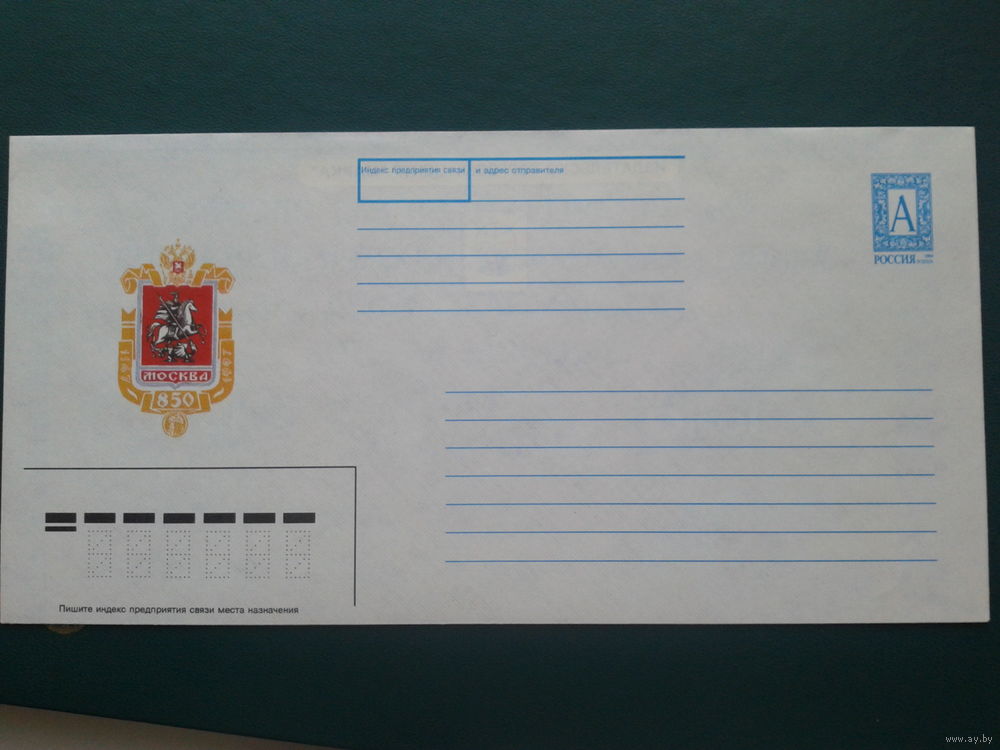 Индекс предприятия связи и адрес отправителя
А
РОССИЯ
МОСКВА
850
Пишите индекс предприятия связи места назначения
www.ay.by